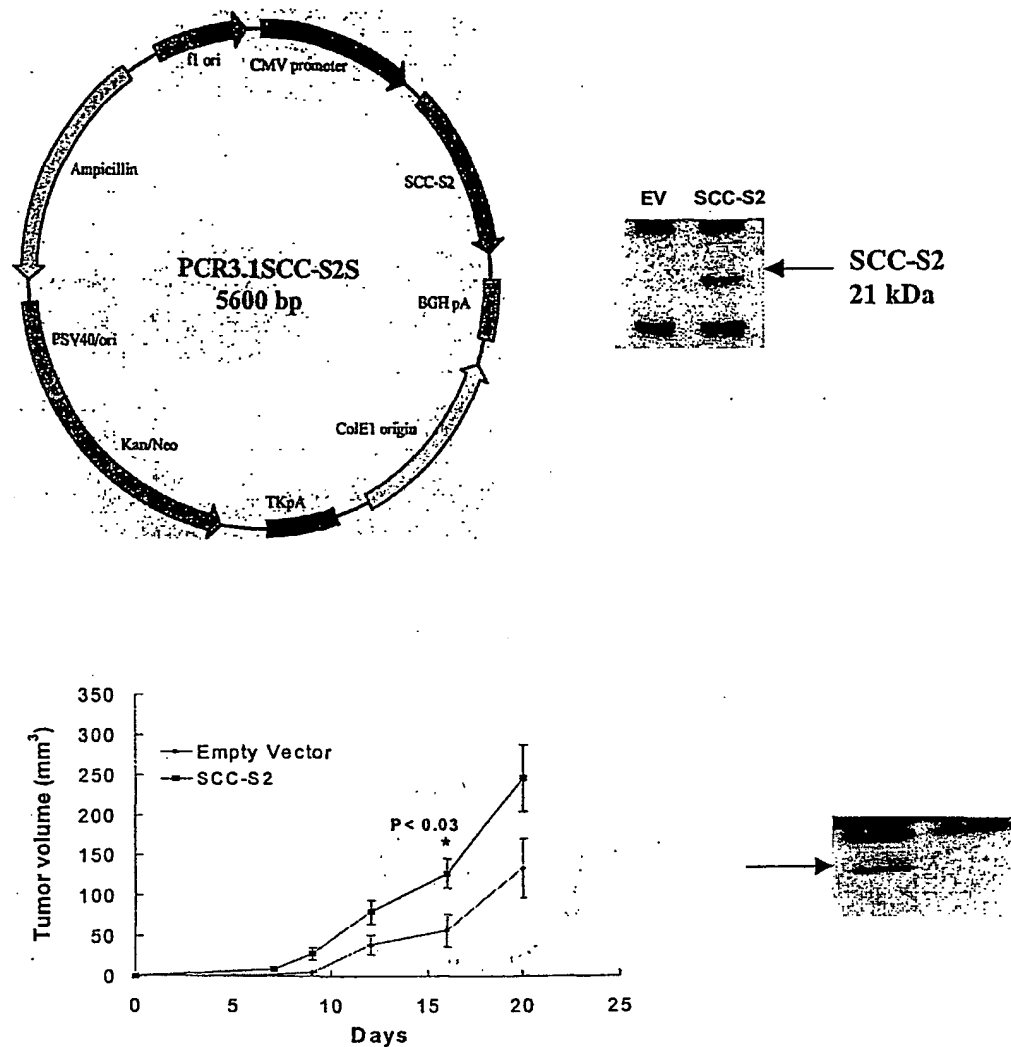 f1 ori
CMV promoter
Ampicillin
SCC-S2
PCR3.1SCC-S2S
5600 bp
BGH pA
PSV40/ori
ColE1 origin
Kan/Neo
TKpA
EV SCC-S2
SCC-S2
21 kDa
Tumor volume (mm³)
350
300
250
200
150
100
50
0
Empty Vector
SCC-S2
P< 0.03
*
0 5 10 15 20 25
Days